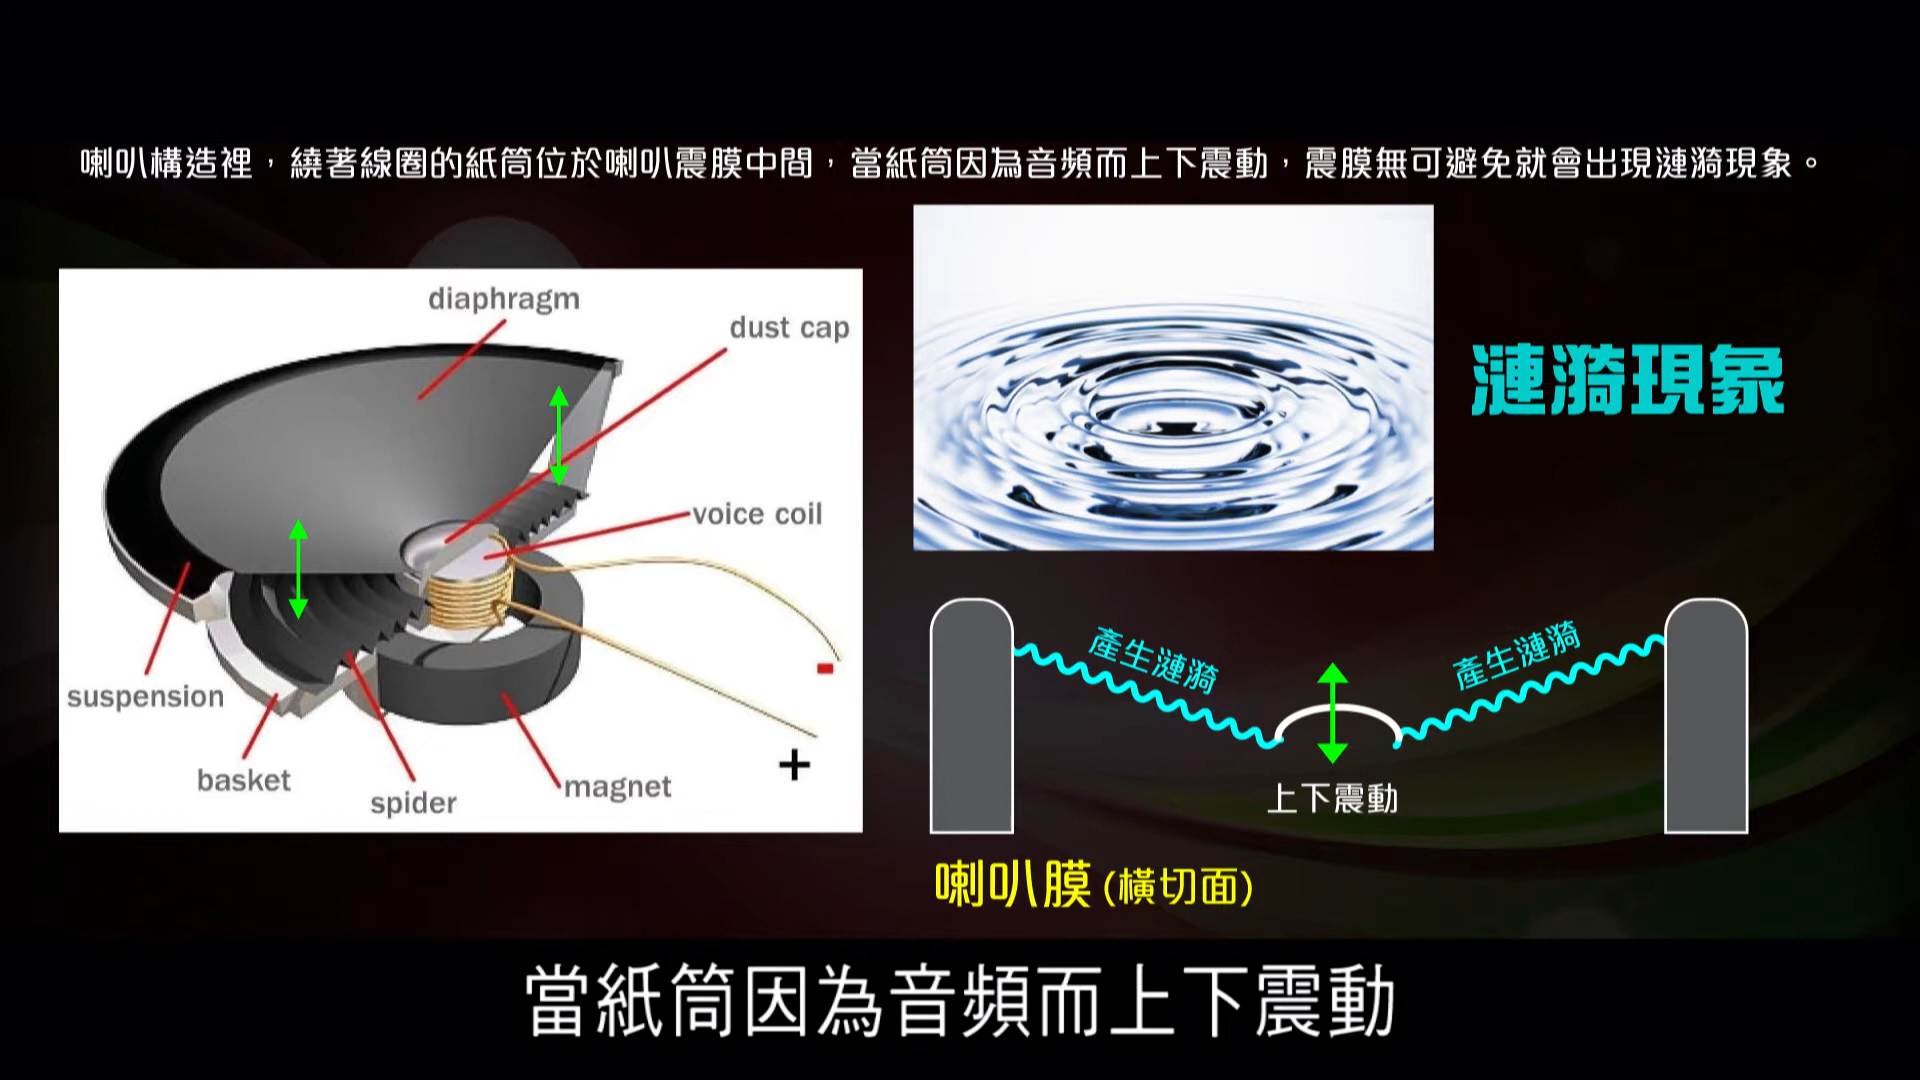 喇叭構造裡，繞著線圈的紙筒位於喇叭震膜中間，當紙筒因為音頻而上下震動，震膜無可避免就會出現漣漪現象。
diaphragm
dust cap
voice coil
suspension
basket
spider
magnet
-
+
漣漪現象
產生漣漪
產生漣漪
上下震動
喇叭膜 (橫切面)
當紙筒因為音頻而上下震動